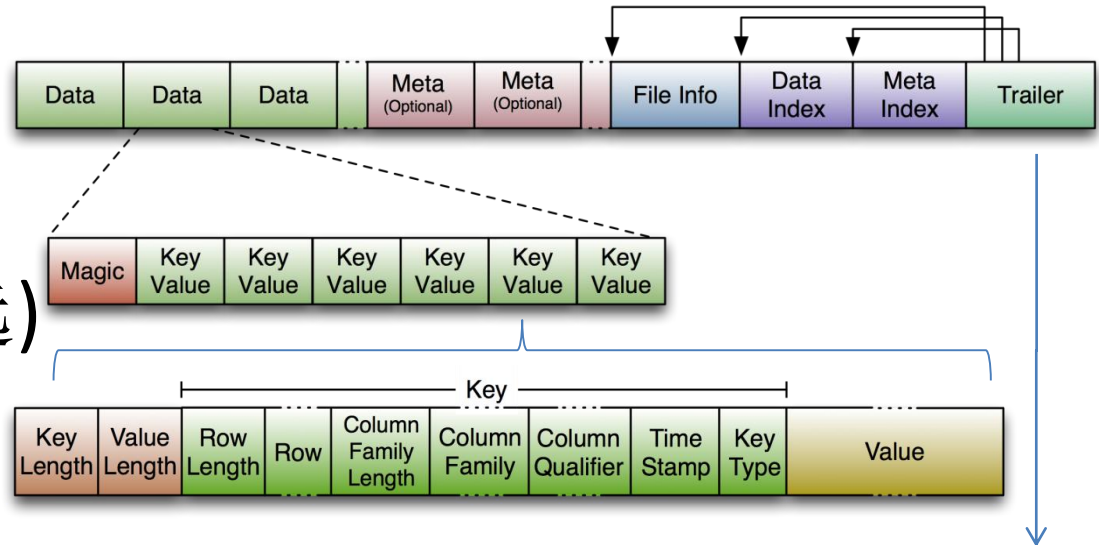 Data
Data
Data
Meta
(Optional)
Meta
(Optional)
File Info
Data
Index
Meta
Index
Trailer
Magic
Key
Value
Key
Value
Key
Value
Key
Value
Key
Value
Key
Value
)
Key
Key
Length
Value
Length
Row
Length
Row
Column
Family
Length
Column
Family
Column
Qualifier
Time
Stamp
Key
Type
Value